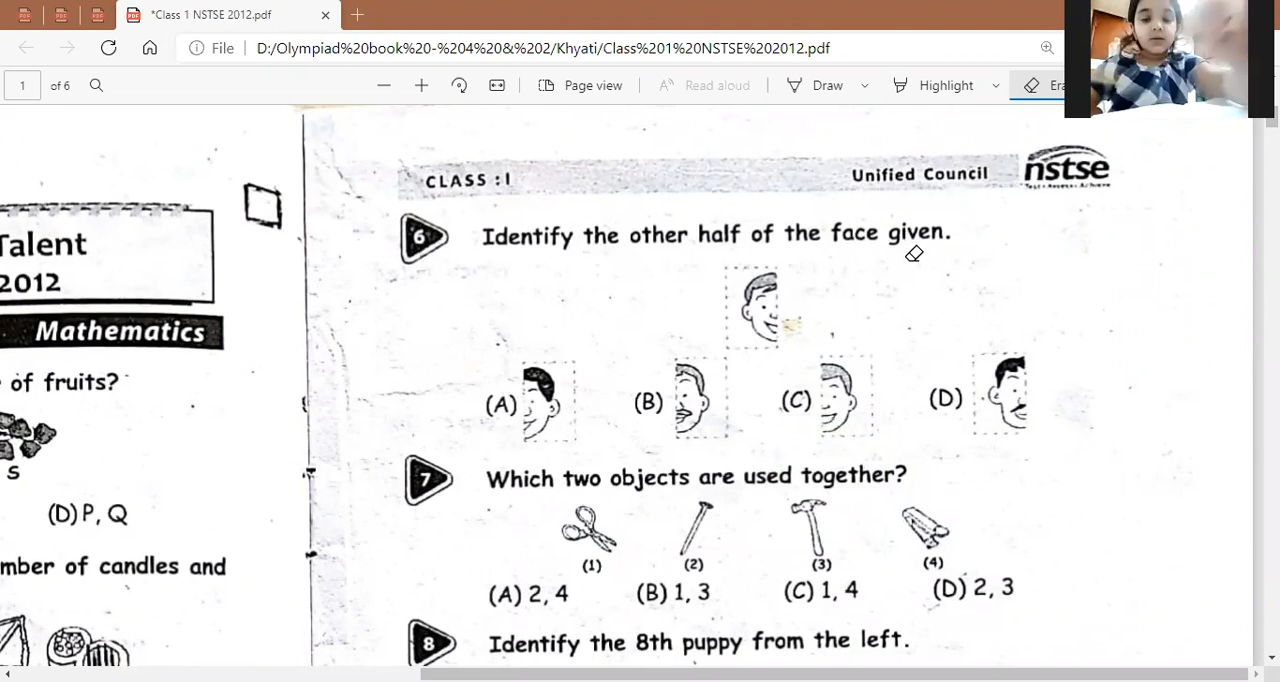 *Class 1 NSTSE 2012.pdf
File
D:/Olympiad%20book%20-%204%20&%202/Khyati/Class%201%20NSTSE%202012.pdf
1
of 6
Page view
Read aloud
Draw
Highlight
Era
Talent
2012
Mathematics
of fruits?
S
(D) P, Q
mber of candles and
CLASS : I
Unified Council
nstse
6 Identify the other half of the face given.
(A)
(B)
(C)
(D)
7 Which two objects are used together?
(1)
(2)
(3)
(4)
(A) 2, 4
(B) 1, 3
(C) 1, 4
(D) 2, 3
8 Identify the 8th puppy from the left.